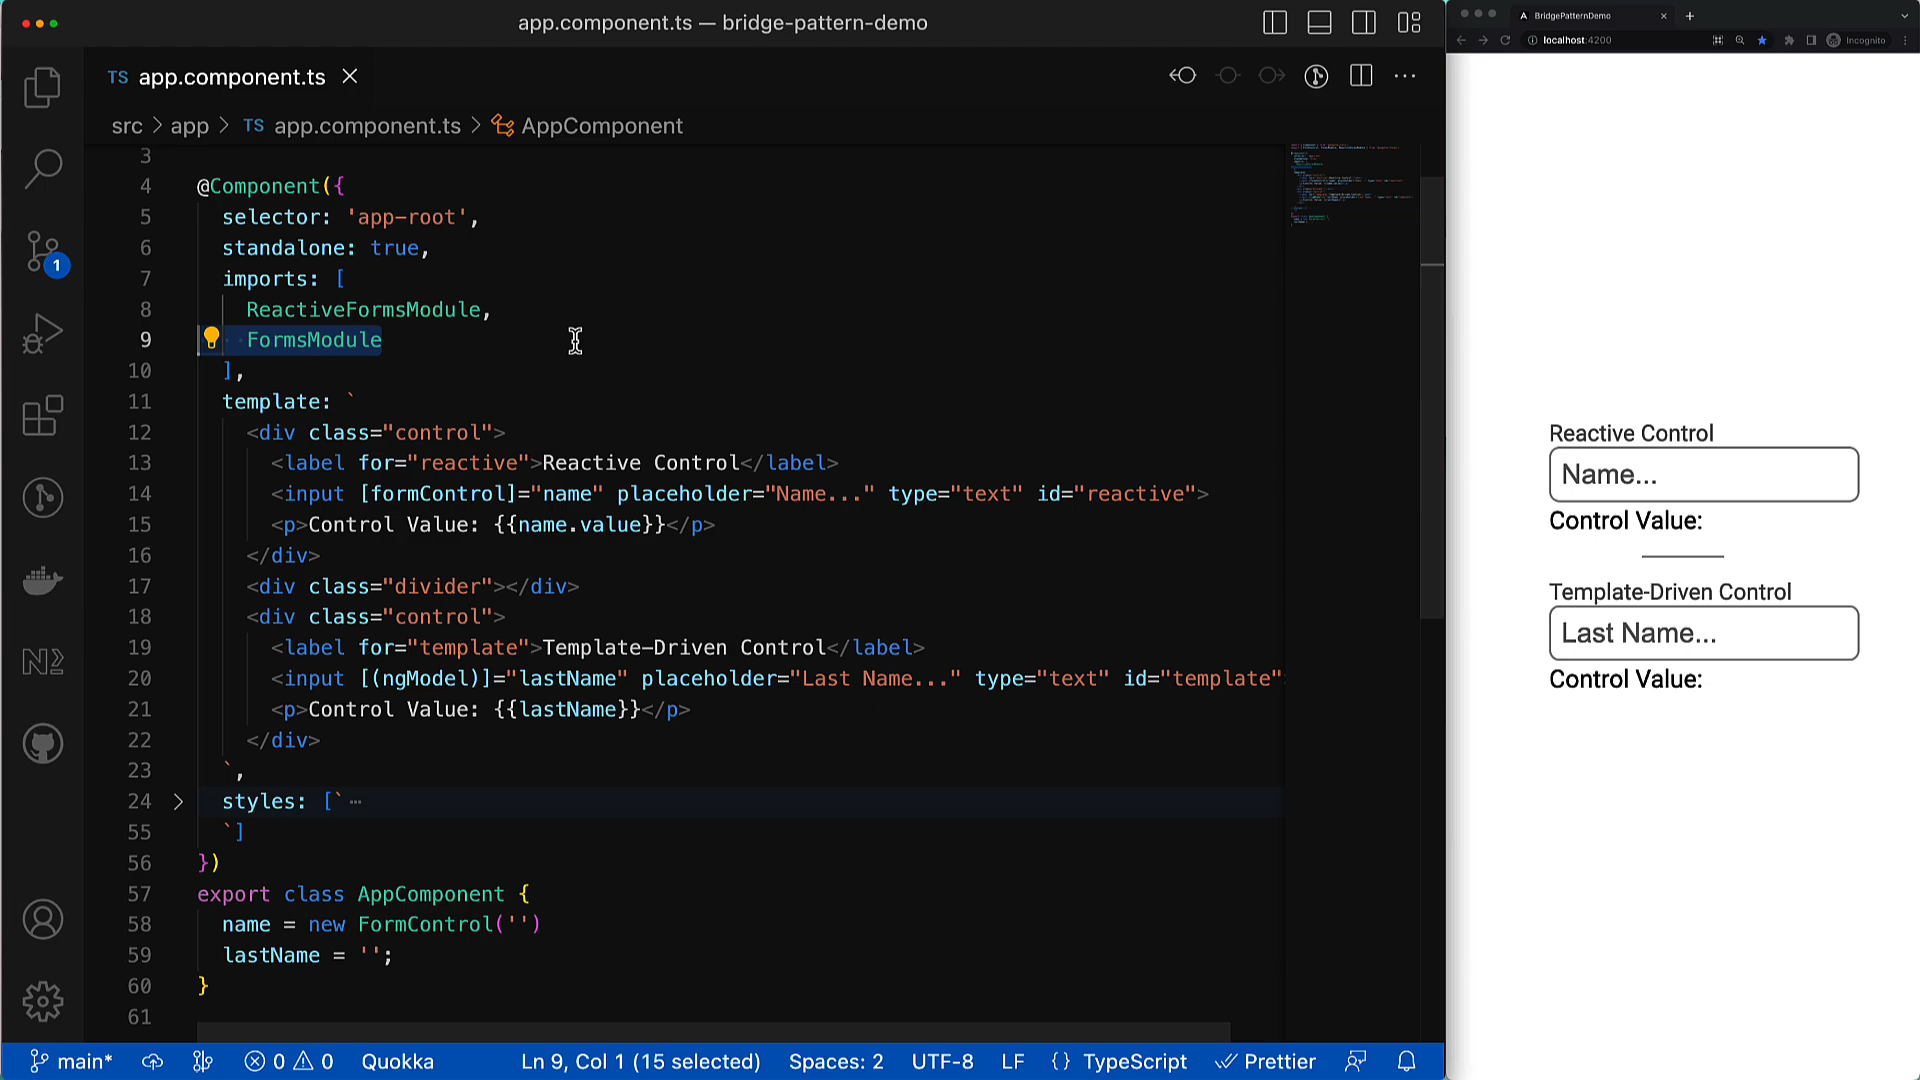 app.component.ts — bridge-pattern-demo
TS app.component.ts
src > app > TS app.component.ts > AppComponent
3
4 @Component({
5 selector: 'app-root',
6 standalone: true,
7 imports: [
8 ReactiveFormsModule,
9 FormsModule
10 ],
11 template: `
12 <div class="control">
13 <label for="reactive">Reactive Control</label>
14 <input [formControl]="name" placeholder="Name..." type="text" id="reactive">
15 <p>Control Value: {{name.value}}</p>
16 </div>
17 <div class="divider"></div>
18 <div class="control">
19 <label for="template">Template-Driven Control</label>
20 <input [(ngModel)]="lastName" placeholder="Last Name..." type="text" id="template"
21 <p>Control Value: {{lastName}}</p>
22 </div>
23 `,
24 styles: [` ⋯
55 `]
56 })
57 export class AppComponent {
58 name = new FormControl('')
59 lastName = '';
60 }
61
1
main* 0 0 Quokka Ln 9, Col 1 (15 selected) Spaces: 2 UTF-8 LF {} TypeScript Prettier
BridgePatternDemo
localhost:4200 Incognito
Reactive Control
Name...
Control Value:
Template-Driven Control
Last Name...
Control Value: